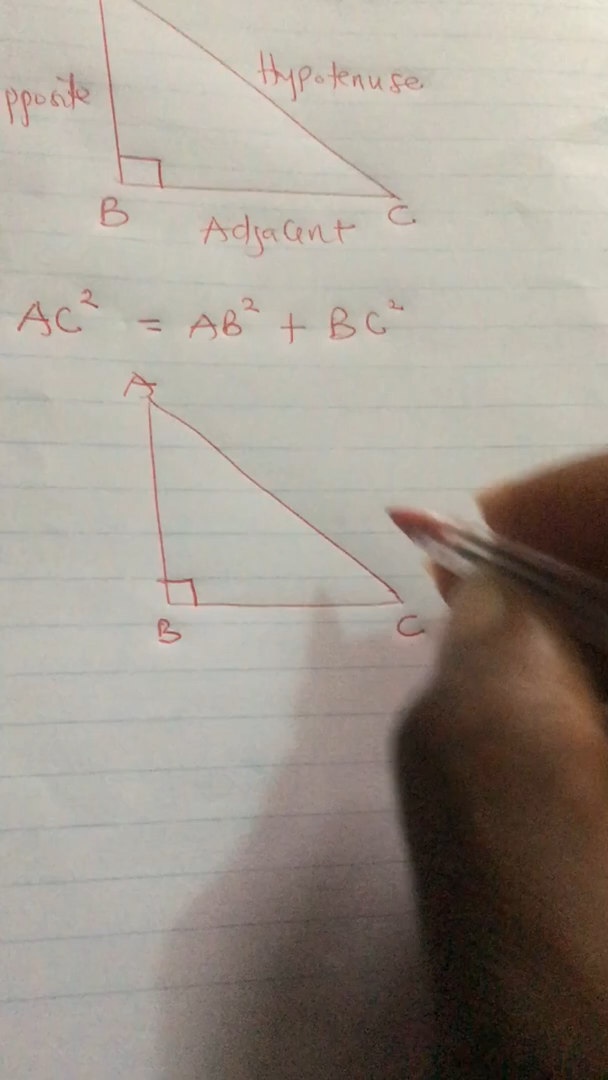 Hypotenuse
pposite
B
C
Adjacent
AC² = AB² + BC²
A
B
C